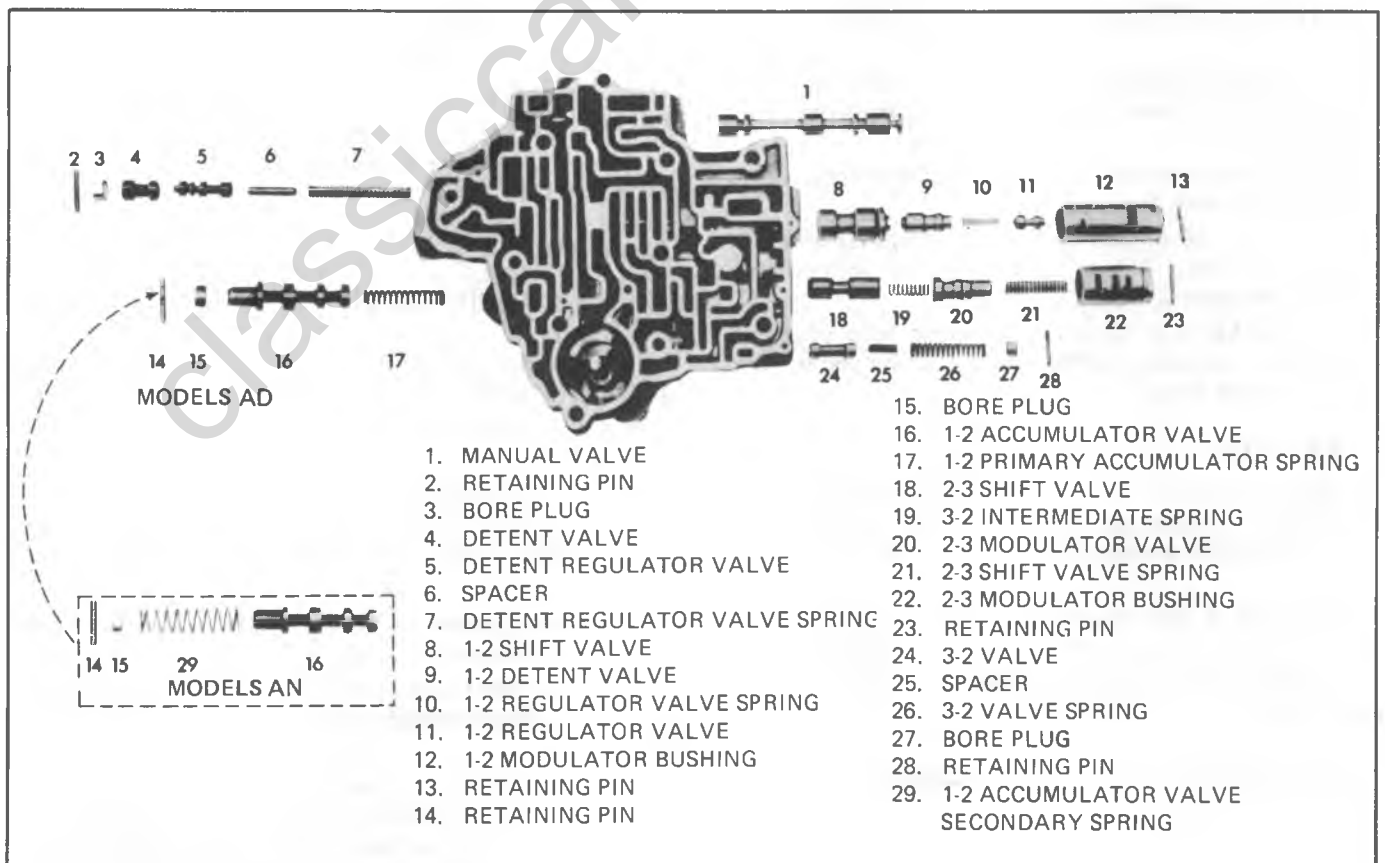 classiccar
1
2 3 4 5 6 7
8 9 10 11 12 13
14 15 16 17
MODELS AD
18 19 20 21 22 23
24 25 26 27 28
14 15 29 16
MODELS AN
1. MANUAL VALVE
2. RETAINING PIN
3. BORE PLUG
4. DETENT VALVE
5. DETENT REGULATOR VALVE
6. SPACER
7. DETENT REGULATOR VALVE SPRING
8. 1-2 SHIFT VALVE
9. 1-2 DETENT VALVE
10. 1-2 REGULATOR VALVE SPRING
11. 1-2 REGULATOR VALVE
12. 1-2 MODULATOR BUSHING
13. RETAINING PIN
14. RETAINING PIN
15. BORE PLUG
16. 1-2 ACCUMULATOR VALVE
17. 1-2 PRIMARY ACCUMULATOR SPRING
18. 2-3 SHIFT VALVE
19. 3-2 INTERMEDIATE SPRING
20. 2-3 MODULATOR VALVE
21. 2-3 SHIFT VALVE SPRING
22. 2-3 MODULATOR BUSHING
23. RETAINING PIN
24. 3-2 VALVE
25. SPACER
26. 3-2 VALVE SPRING
27. BORE PLUG
28. RETAINING PIN
29. 1-2 ACCUMULATOR VALVE
SECONDARY SPRING